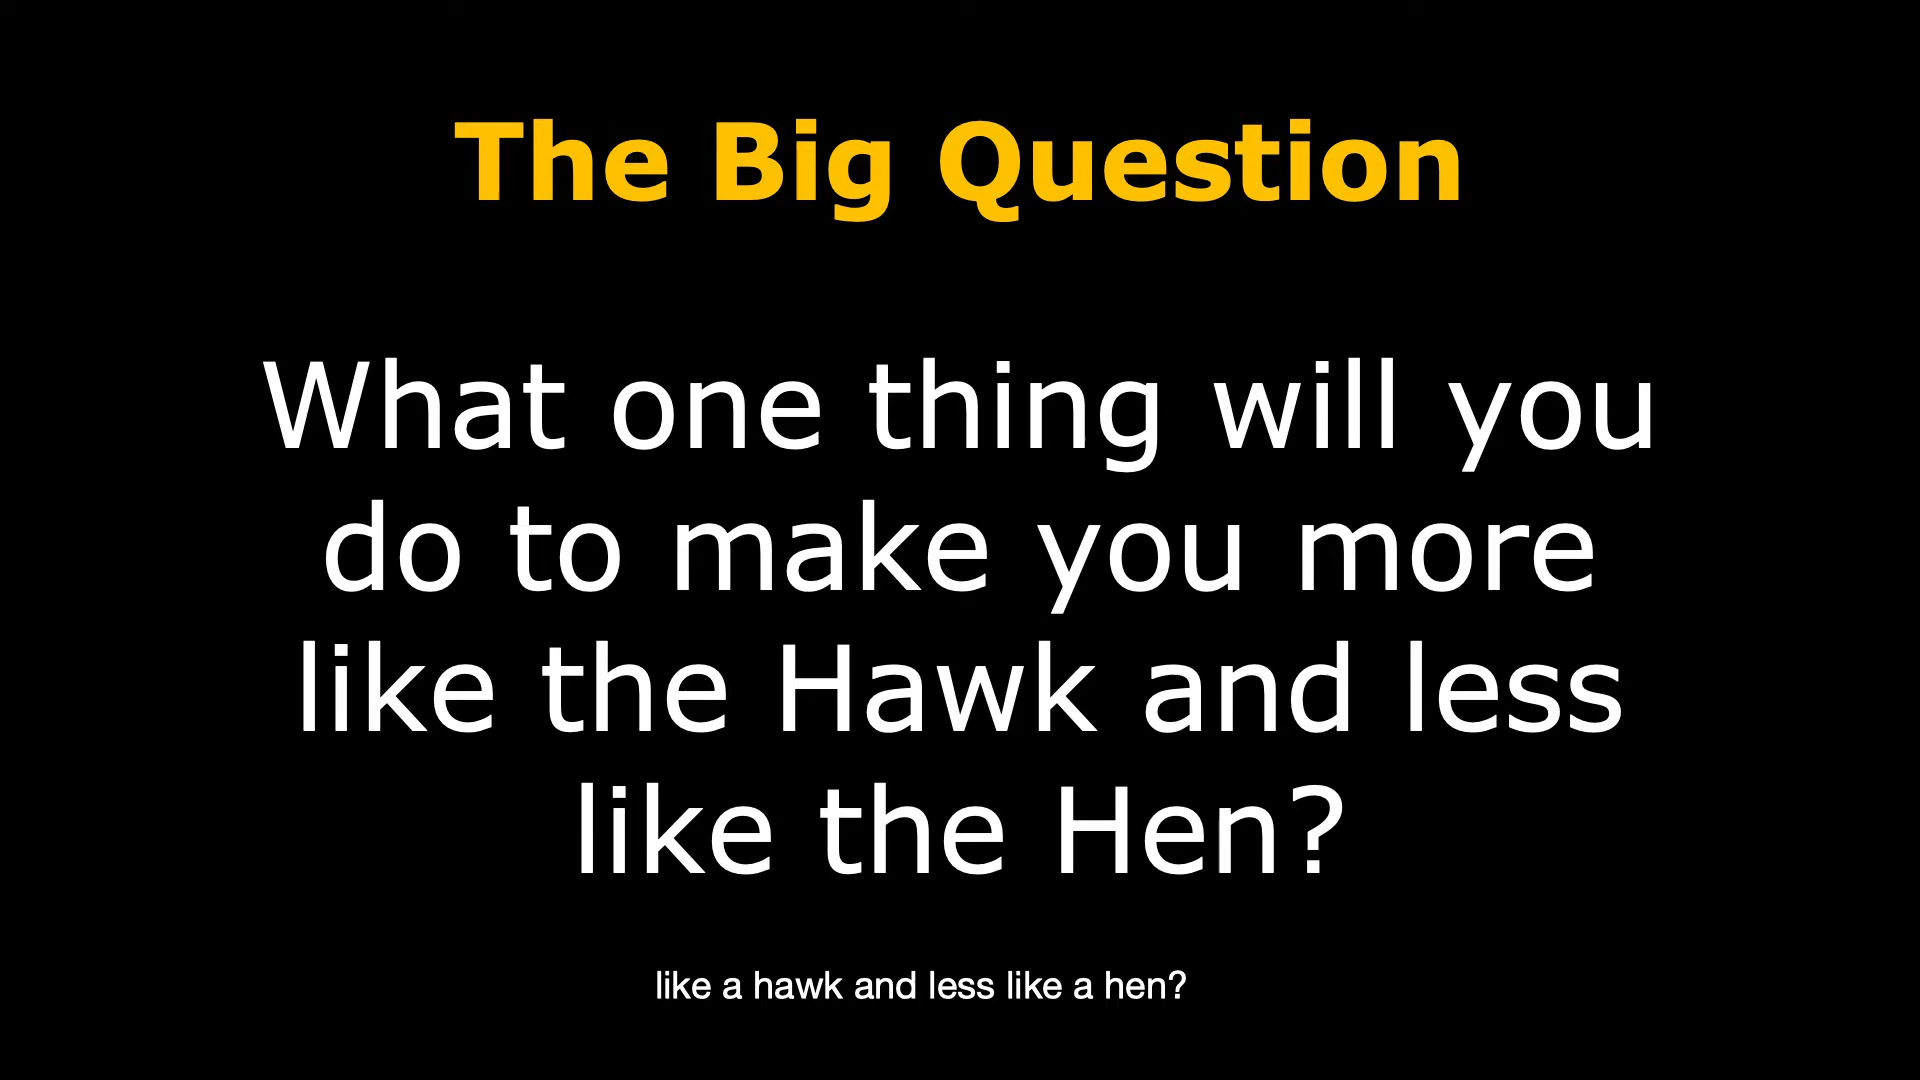 The Big Question
What one thing will you
do to make you more
like the Hawk and less
like the Hen?
like a hawk and less like a hen?